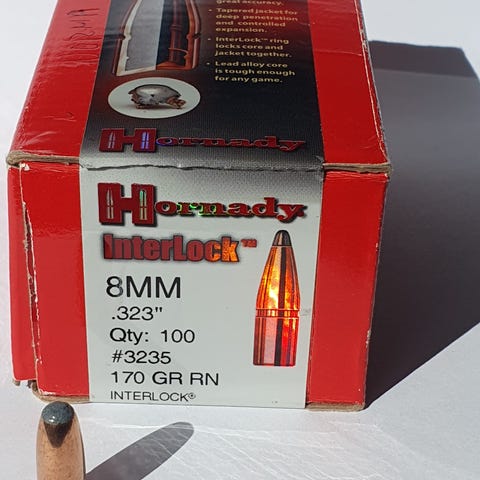 great accuracy.
• Tapered jacket for
deep penetration
and controlled
expansion.
• InterLock™ ring
locks core and
jacket together.
• Lead alloy core
is tough enough
for any game.
Hornady
Hornady
InterLock™
8MM
.323"
Qty: 100
#3235
170 GR RN
INTERLOCK®